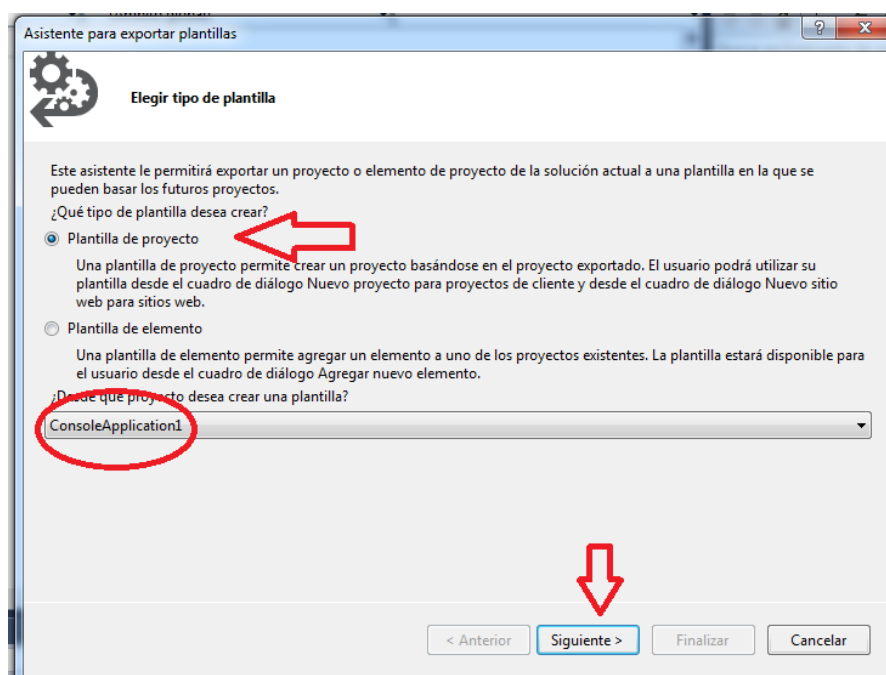 Asistente para exportar plantillas
Elegir tipo de plantilla
Este asistente le permitirá exportar un proyecto o elemento de proyecto de la solución actual a una plantilla en la que se
pueden basar los futuros proyectos.
¿Qué tipo de plantilla desea crear?
Plantilla de proyecto
Una plantilla de proyecto permite crear un proyecto basándose en el proyecto exportado. El usuario podrá utilizar su
plantilla desde el cuadro de diálogo Nuevo proyecto para proyectos de cliente y desde el cuadro de diálogo Nuevo sitio
web para sitios web.
Plantilla de elemento
Una plantilla de elemento permite agregar un elemento a uno de los proyectos existentes. La plantilla estará disponible para
el usuario desde el cuadro de diálogo Agregar nuevo elemento.
¿Desde qué proyecto desea crear una plantilla?
ConsoleApplication1
< Anterior
Siguiente >
Finalizar
Cancelar